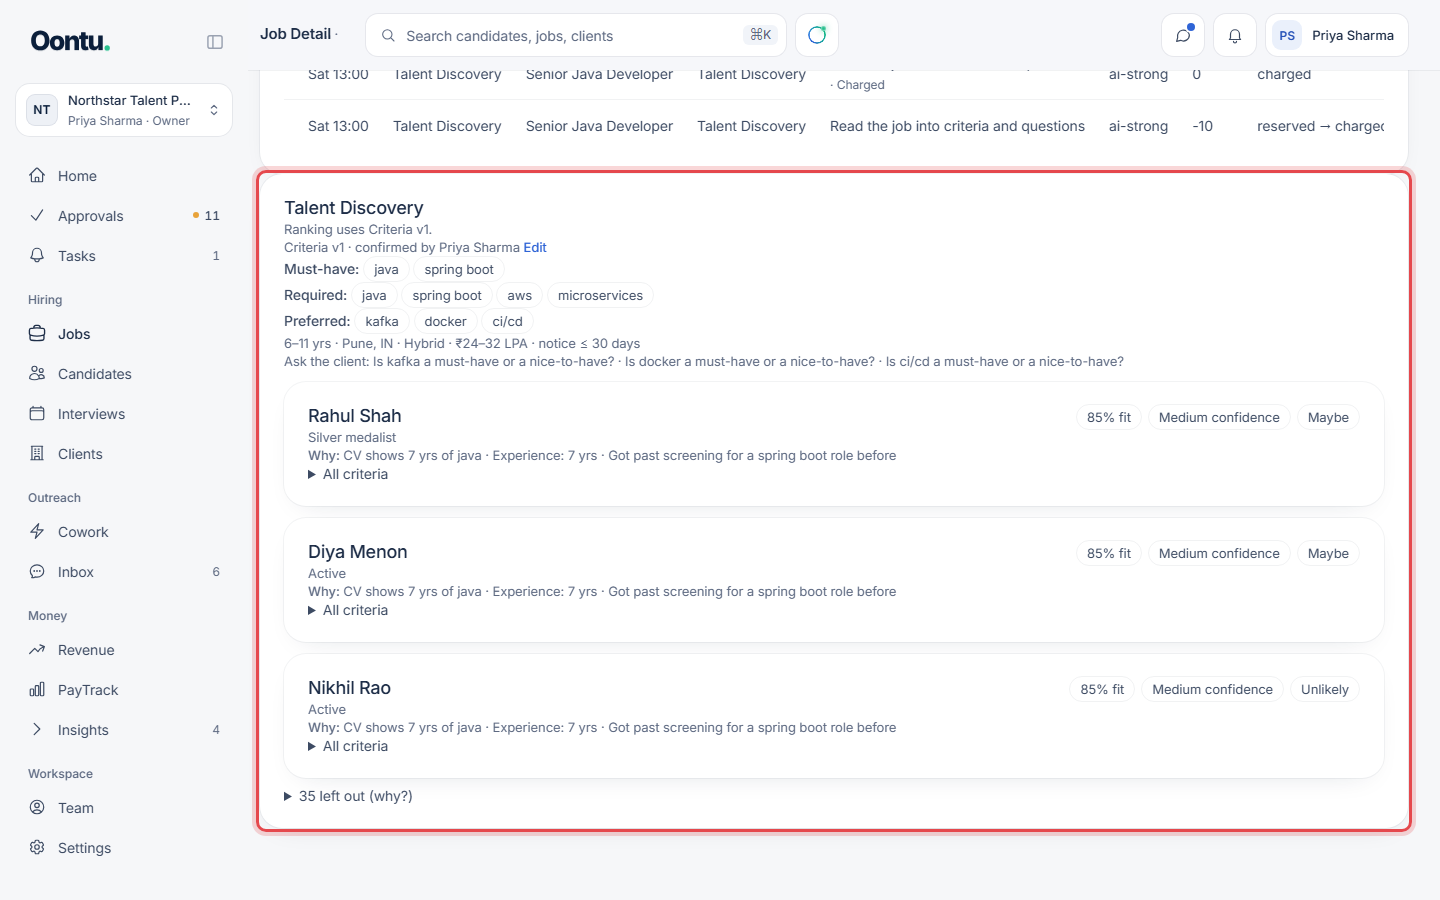 Oontu.
NT
Northstar Talent P...
Priya Sharma · Owner
Home
Approvals 11
Tasks 1
Hiring
Jobs
Candidates
Interviews
Clients
Outreach
Cowork
Inbox 6
Money
Revenue
PayTrack
Insights 4
Workspace
Team
Settings
Job Detail ·
Search candidates, jobs, clients ⌘K
PS Priya Sharma
Sat 13:00 Talent Discovery Senior Java Developer Talent Discovery · Charged ai-strong 0 charged
Sat 13:00 Talent Discovery Senior Java Developer Talent Discovery Read the job into criteria and questions ai-strong -10 reserved → charged
Talent Discovery
Ranking uses Criteria v1.
Criteria v1 · confirmed by Priya Sharma Edit
Must-have: java spring boot
Required: java spring boot aws microservices
Preferred: kafka docker ci/cd
6–11 yrs · Pune, IN · Hybrid · ₹24–32 LPA · notice ≤ 30 days
Ask the client: Is kafka a must-have or a nice-to-have? · Is docker a must-have or a nice-to-have? · Is ci/cd a must-have or a nice-to-have?
Rahul Shah 85% fit Medium confidence Maybe
Silver medalist
Why: CV shows 7 yrs of java · Experience: 7 yrs · Got past screening for a spring boot role before
▶ All criteria
Diya Menon 85% fit Medium confidence Maybe
Active
Why: CV shows 7 yrs of java · Experience: 7 yrs · Got past screening for a spring boot role before
▶ All criteria
Nikhil Rao 85% fit Medium confidence Unlikely
Active
Why: CV shows 7 yrs of java · Experience: 7 yrs · Got past screening for a spring boot role before
▶ All criteria
▶ 35 left out (why?)